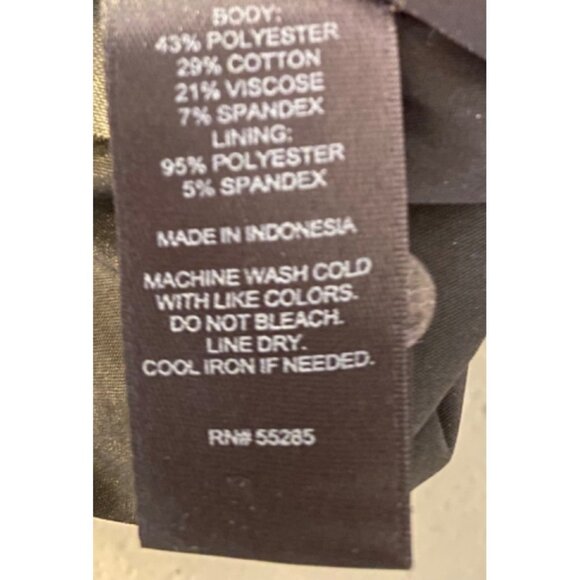 BODY:
43% POLYESTER
29% COTTON
21% VISCOSE
7% SPANDEX
LINING:
95% POLYESTER
5% SPANDEX
MADE IN INDONESIA
MACHINE WASH COLD
WITH LIKE COLORS.
DO NOT BLEACH.
LINE DRY.
COOL IRON IF NEEDED.
RN# 55285